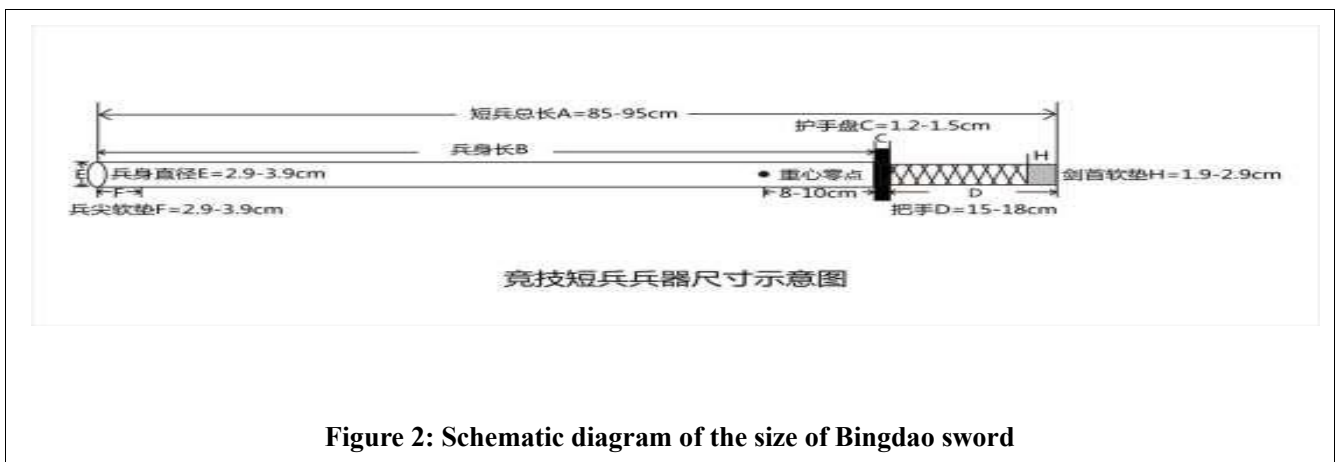 短兵总长A=85-95cm
护手盘C=1.2-1.5cm
兵身长B
C
H
E
兵身直径E=2.9-3.9cm
重心零点
剑首软垫H=1.9-2.9cm
F
8-10cm
D
兵尖软垫F=2.9-3.9cm
把手D=15-18cm
竞技短兵兵器尺寸示意图
Figure 2: Schematic diagram of the size of Bingdao sword